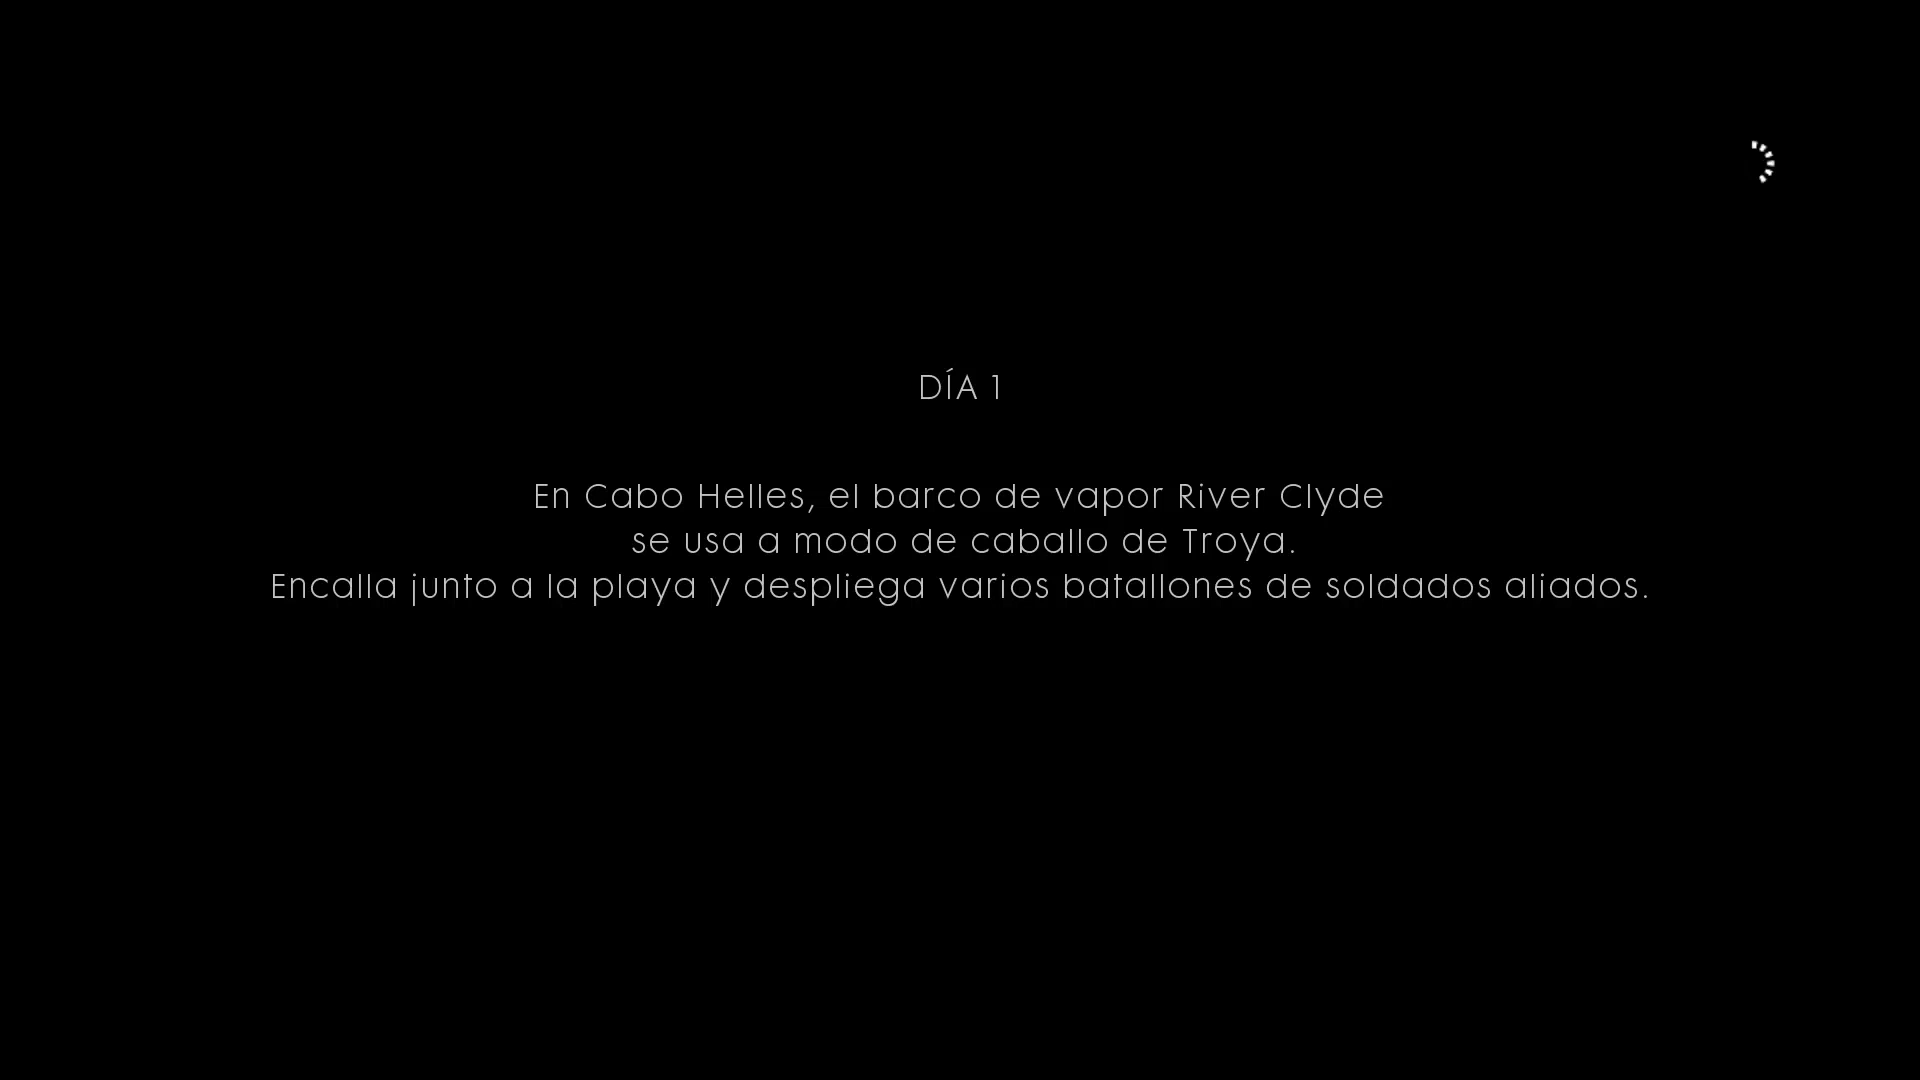 DÍA 1
En Cabo Helles, el barco de vapor River Clyde
se usa a modo de caballo de Troya.
Encalla junto a la playa y despliega varios batallones de soldados aliados.